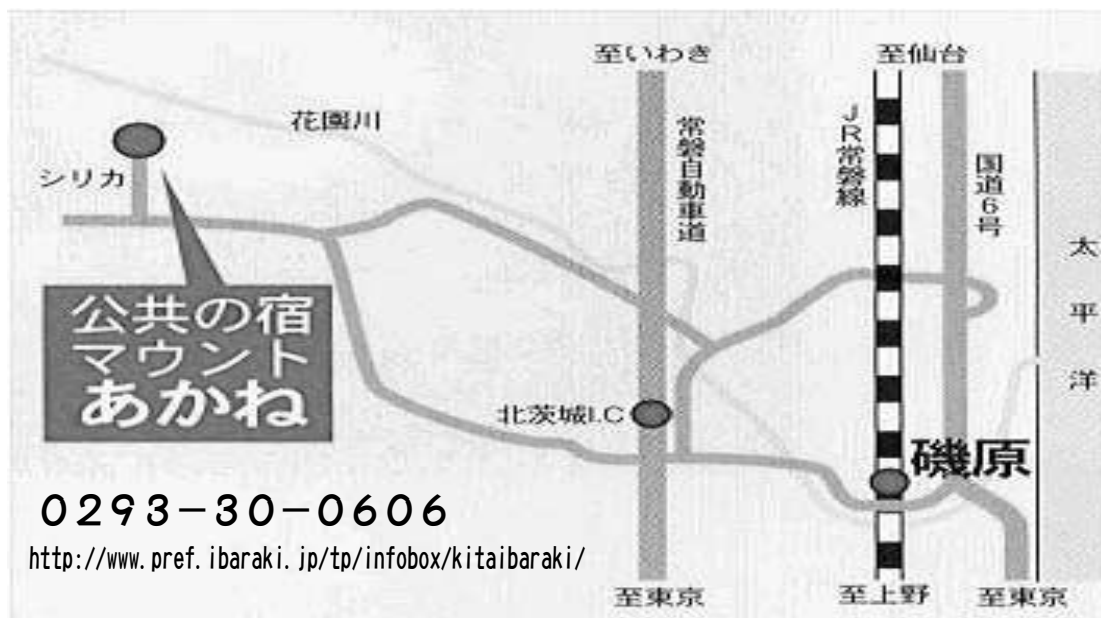 至いわき
至仙台
花園川
シリカ
常磐自動車道
JR常磐線
国道6号
太平洋
公共の宿
マウント
あかね
北茨城I.C
磯原
0293-30-0606
http://www.pref.ibaraki.jp/tp/infobox/kitaibaraki/
至東京
至上野
至東京